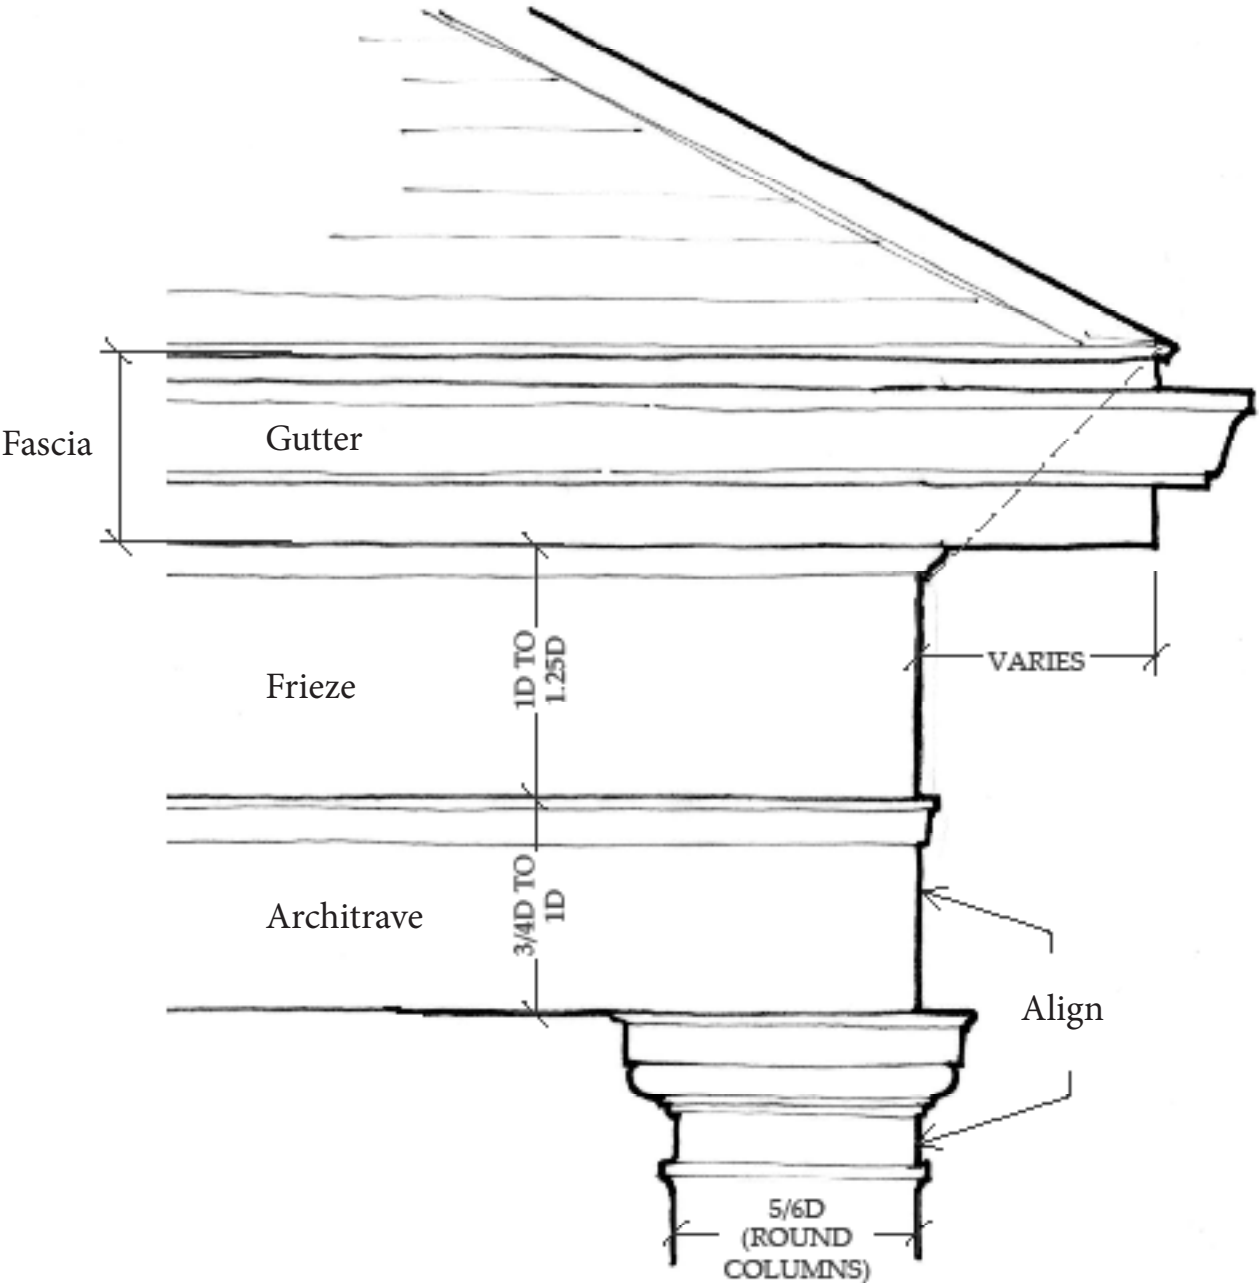 Fascia
Gutter
1D TO
1.25D
VARIES
Frieze
3/4D TO
1D
Architrave
Align
5/6D
(ROUND
COLUMNS)